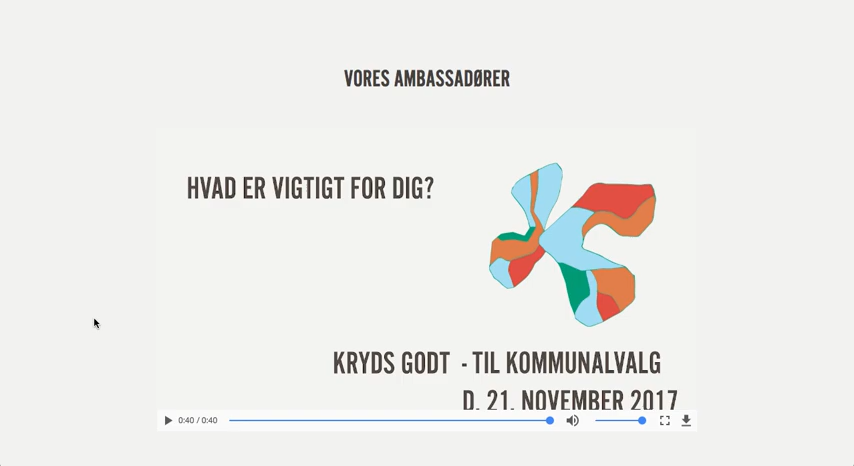 VORES AMBASSADØRER
HVAD ER VIGTIGT FOR DIG?
KRYDS GODT - TIL KOMMUNALVALG
D. 21. NOVEMBER 2017
0:40 / 0:40